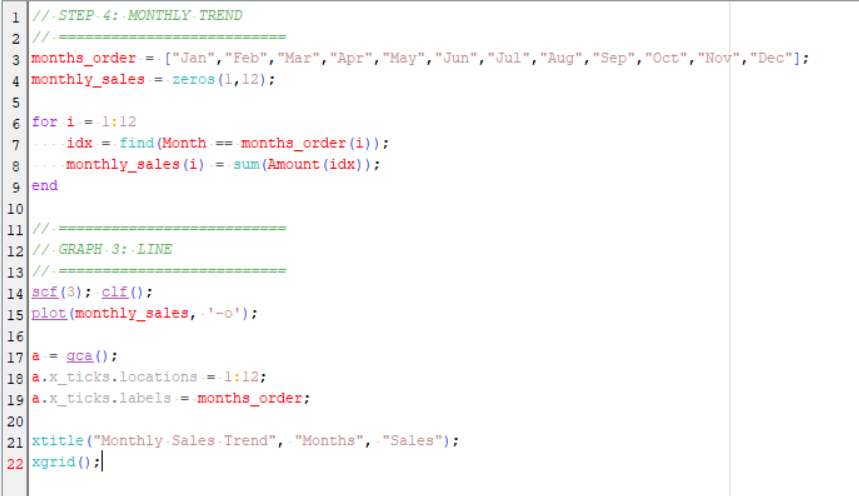 1 // STEP 4: MONTHLY TREND
2 // ===========================
3 months_order = ["Jan","Feb","Mar","Apr","May","Jun","Jul","Aug","Sep","Oct","Nov","Dec"];
4 monthly_sales = zeros(1,12);
5
6 for i = 1:12
7     idx = find(Month == months_order(i));
8     monthly_sales(i) = sum(Amount(idx));
9 end
10
11 // ===========================
12 // GRAPH 3: LINE
13 // ===========================
14 scf(3); clf();
15 plot(monthly_sales, '-o');
16
17 a = gca();
18 a.x_ticks.locations = 1:12;
19 a.x_ticks.labels = months_order;
20
21 xtitle("Monthly Sales Trend", "Months", "Sales");
22 xgrid();